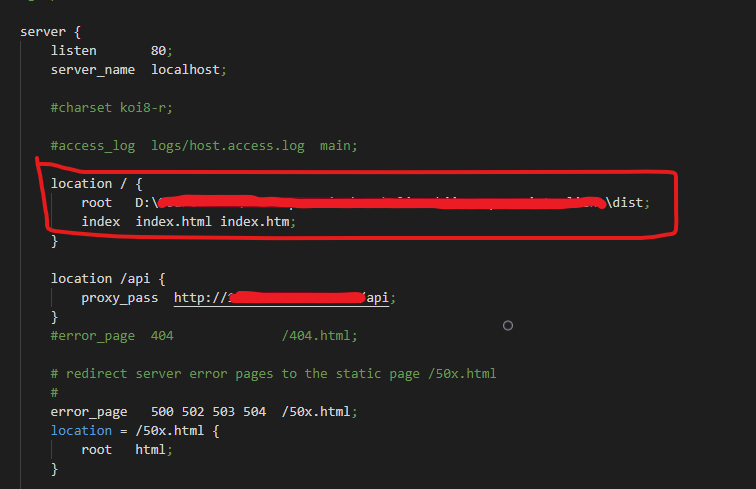 server {
listen 80;
server_name localhost;
#charset koi8-r;
#access_log logs/host.access.log main;
location / {
root D:\ \dist;
index index.html index.htm;
}
location /api {
proxy_pass http:// api;
}
#error_page 404 /404.html;
# redirect server error pages to the static page /50x.html
#
error_page 500 502 503 504 /50x.html;
location = /50x.html {
root html;
}